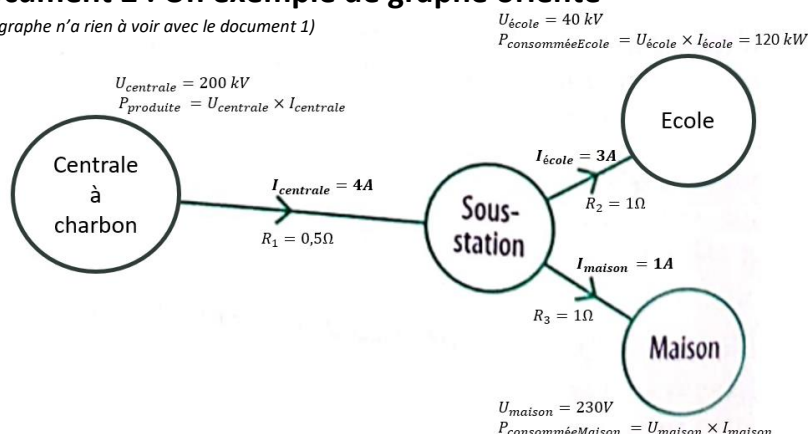 graphe n'a rien à voir avec le document 1)
U_école = 40 kV
P_consomméeEcole = U_école × I_école = 120 kW
U_centrale = 200 kV
P_produite = U_centrale × I_centrale
Ecole
Centrale
à
charbon
I_centrale = 4A
R_1 = 0,5Ω
Sous-
station
I_école = 3A
R_2 = 1Ω
I_maison = 1A
R_3 = 1Ω
Maison
U_maison = 230V
P_consomméeMaison = U_maison × I_maison